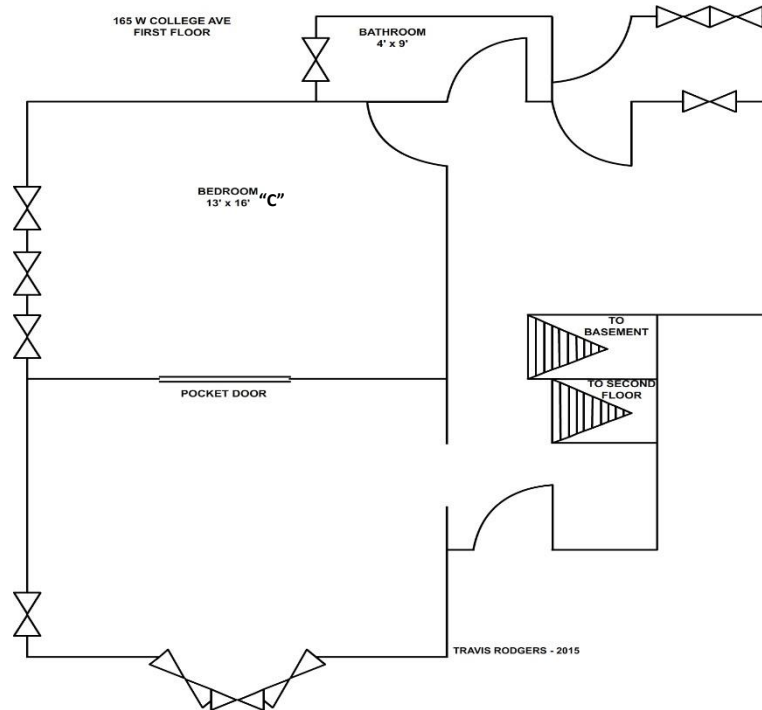 165 W COLLEGE AVE
FIRST FLOOR
BATHROOM
4' x 9'
BEDROOM
13' x 16' “C”
TO
BASEMENT
TO SECOND
FLOOR
POCKET DOOR
TRAVIS RODGERS - 2015